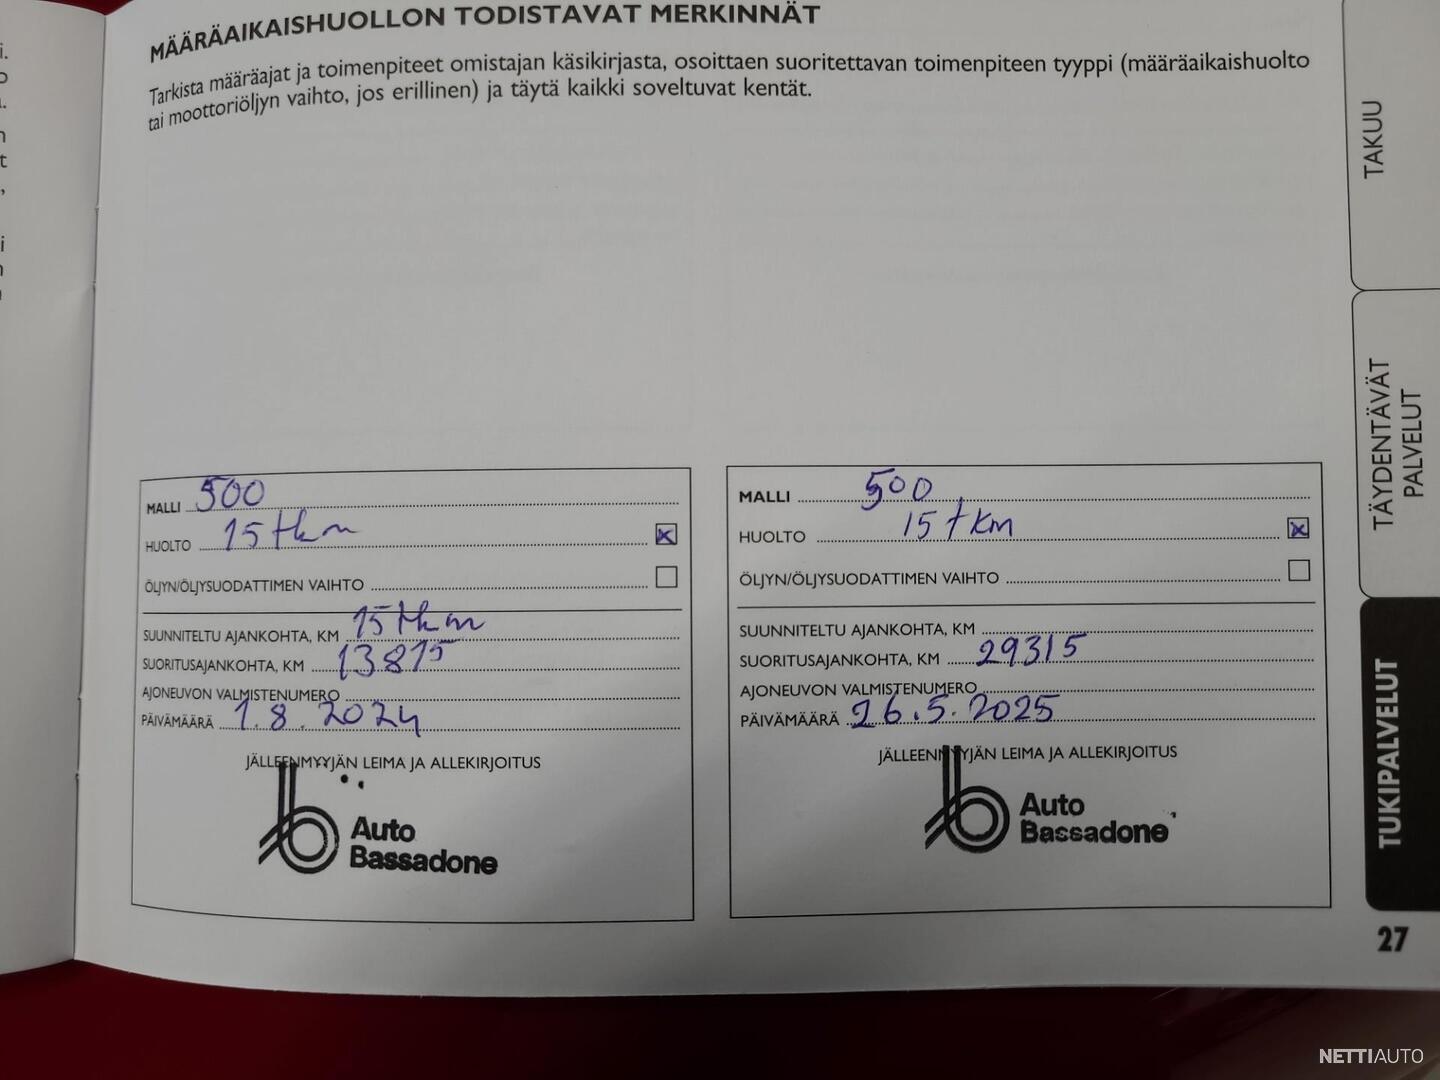 MÄÄRÄAIKAISHUOLLON TODISTAVAT MERKINNÄT
Tarkista määräajat ja toimenpiteet omistajan käsikirjasta, osoittaen suoritettavan toimenpiteen tyyppi (määräaikaishuolto
tai moottoriöljyn vaihto, jos erillinen) ja täytä kaikki soveltuvat kentät.
MALLI 500
HUOLTO 15 tkm
ÖLJYN/ÖLJYSUODATTIMEN VAIHTO
SUUNNITELTU AJANKOHTA, KM 15 tkm
SUORITUSAJANKOHTA, KM 13815
AJONEUVON VALMISTENUMERO
PÄIVÄMÄÄRÄ 1.8.2024
JÄLLEENMYYJÄN LEIMA JA ALLEKIRJOITUS
Auto
Bassadone
MALLI 500
HUOLTO 15 tkm
ÖLJYN/ÖLJYSUODATTIMEN VAIHTO
SUUNNITELTU AJANKOHTA, KM
SUORITUSAJANKOHTA, KM 29315
AJONEUVON VALMISTENUMERO
PÄIVÄMÄÄRÄ 26.5.2025
JÄLLEENMYYJÄN LEIMA JA ALLEKIRJOITUS
Auto
Bassadone
TAKUU
TÄYDENTÄVÄT
PALVELUT
TUKIPALVELUT
27
NETTIAUTO